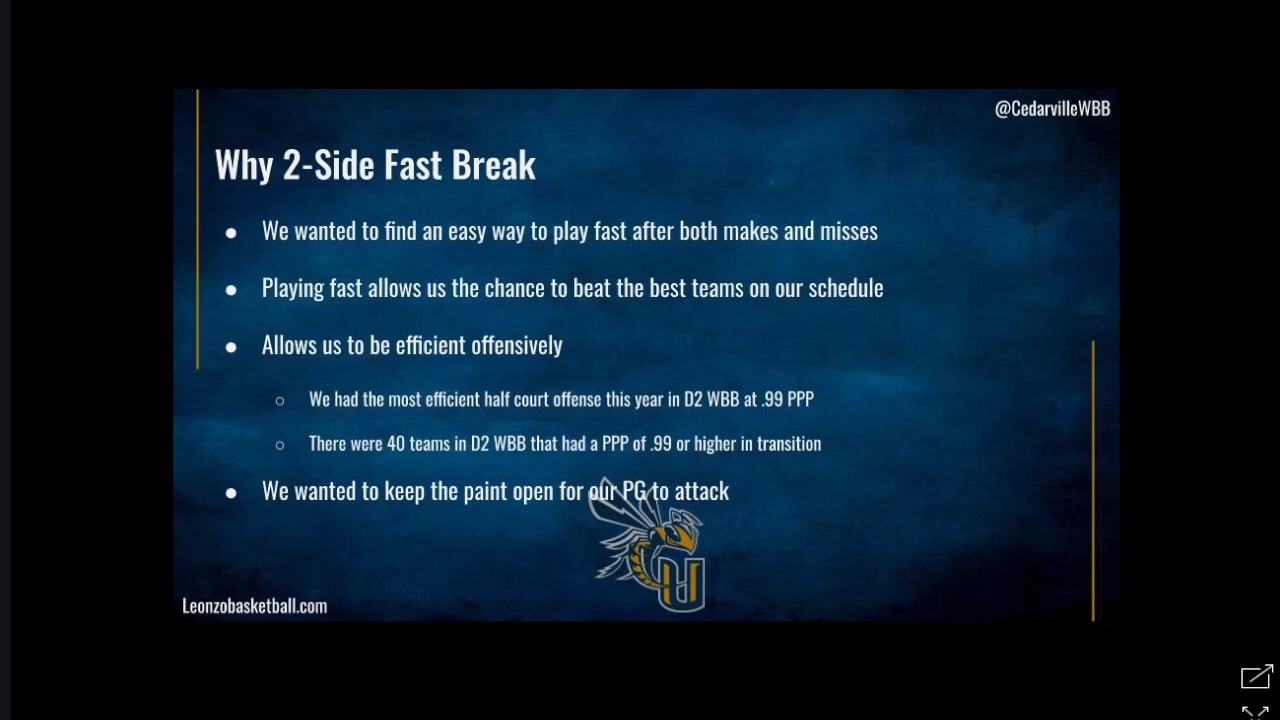 @CedarvilleWBB
Why 2-Side Fast Break
● We wanted to find an easy way to play fast after both makes and misses
● Playing fast allows us the chance to beat the best teams on our schedule
● Allows us to be efficient offensively
○ We had the most efficient half court offense this year in D2 WBB at .99 PPP
○ There were 40 teams in D2 WBB that had a PPP of .99 or higher in transition
● We wanted to keep the paint open for our PG to attack
U
Leonzobasketball.com